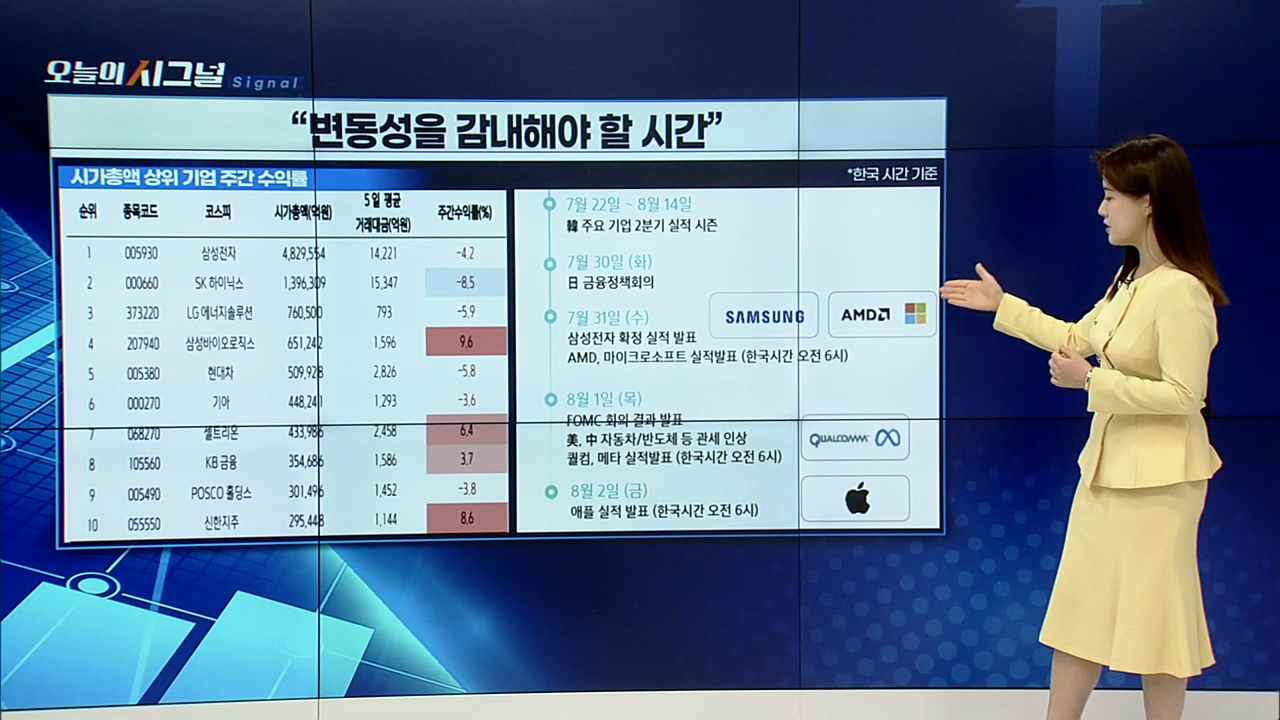 오늘의 시그널 Signal
“변동성을 감내해야 할 시간”
시가총액 상위 기업 주간 수익률
*한국 시간 기준
순위 종목코드 코스피 시가총액(억원) 5일 평균 거래대금(억원) 주간수익률(%)
1 005930 삼성전자 4,829,554 14,221 -4.2
2 000660 SK 하이닉스 1,396,309 15,347 -8.5
3 373220 LG 에너지솔루션 760,500 793 -5.9
4 207940 삼성바이오로직스 651,242 1,596 9.6
5 005380 현대차 509,928 2,826 -5.8
6 000270 기아 448,241 1,293 -3.6
7 068270 셀트리온 433,986 2,458 6.4
8 105560 KB 금융 354,686 1,586 3.7
9 005490 POSCO 홀딩스 301,496 1,452 -3.8
10 055550 신한지주 295,448 1,144 8.6
7월 22일 ~ 8월 14일
韓 주요 기업 2분기 실적 시즌
7월 30일 (화)
日 금융정책회의
7월 31일 (수)
SAMSUNG AMD
삼성전자 확정 실적 발표
AMD, 마이크로소프트 실적발표 (한국시간 오전 6시)
8월 1일 (목)
FOMC 회의 결과 발표
美, 中 자동차/반도체 등 관세 인상
QUALCOMM
퀄컴, 메타 실적발표 (한국시간 오전 6시)
8월 2일 (금)
애플 실적 발표 (한국시간 오전 6시)